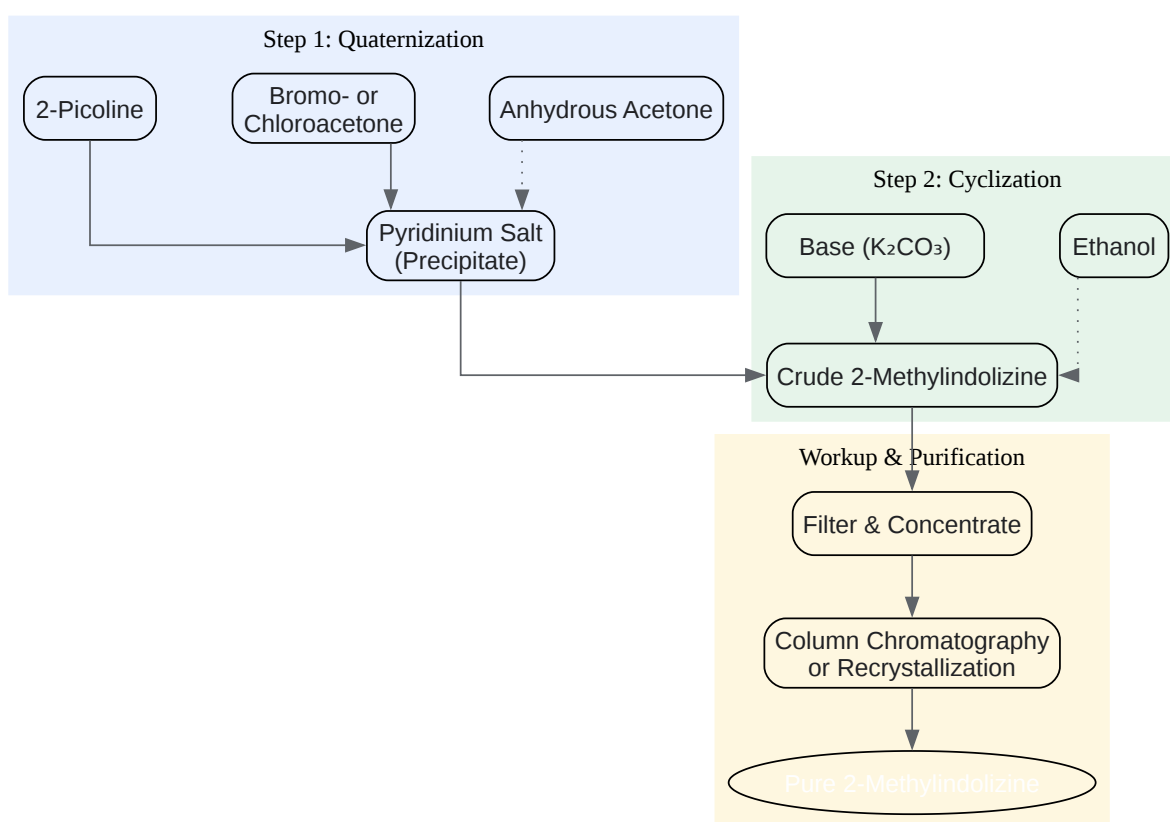 Step 1: Quaternization
2-Picoline
Bromo- or
Chloroacetone
Anhydrous Acetone
Pyridinium Salt
(Precipitate)
Step 2: Cyclization
Base (K₂CO₃)
Ethanol
Crude 2-Methylindolizine
Workup & Purification
Filter & Concentrate
Column Chromatography
or Recrystallization
Pure 2-Methylindolizine